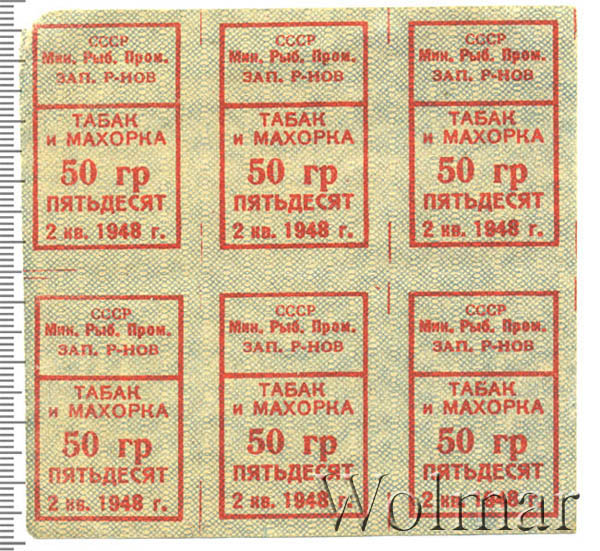 СССР
Мин. Рыб. Пром.
ЗАП. Р-НОВ
ТАБАК
и МАХОРКА
50 гр
ПЯТЬДЕСЯТ
2 кв. 1948 г.
СССР
Мин. Рыб. Пром.
ЗАП. Р-НОВ
ТАБАК
и МАХОРКА
50 гр
ПЯТЬДЕСЯТ
2 кв. 1948 г.
СССР
Мин. Рыб. Пром.
ЗАП. Р-НОВ
ТАБАК
и МАХОРКА
50 гр
ПЯТЬДЕСЯТ
2 кв. 1948 г.
СССР
Мин. Рыб. Пром.
ЗАП. Р-НОВ
ТАБАК
и МАХОРКА
50 гр
ПЯТЬДЕСЯТ
2 кв. 1948 г.
СССР
Мин. Рыб. Пром.
ЗАП. Р-НОВ
ТАБАК
и МАХОРКА
50 гр
ПЯТЬДЕСЯТ
2 кв. 1948 г.
СССР
Мин. Рыб. Пром.
ЗАП. Р-НОВ
ТАБАК
и МАХОРКА
50 гр
ПЯТЬДЕСЯТ
2 кв. 1948 г.
Wolmar